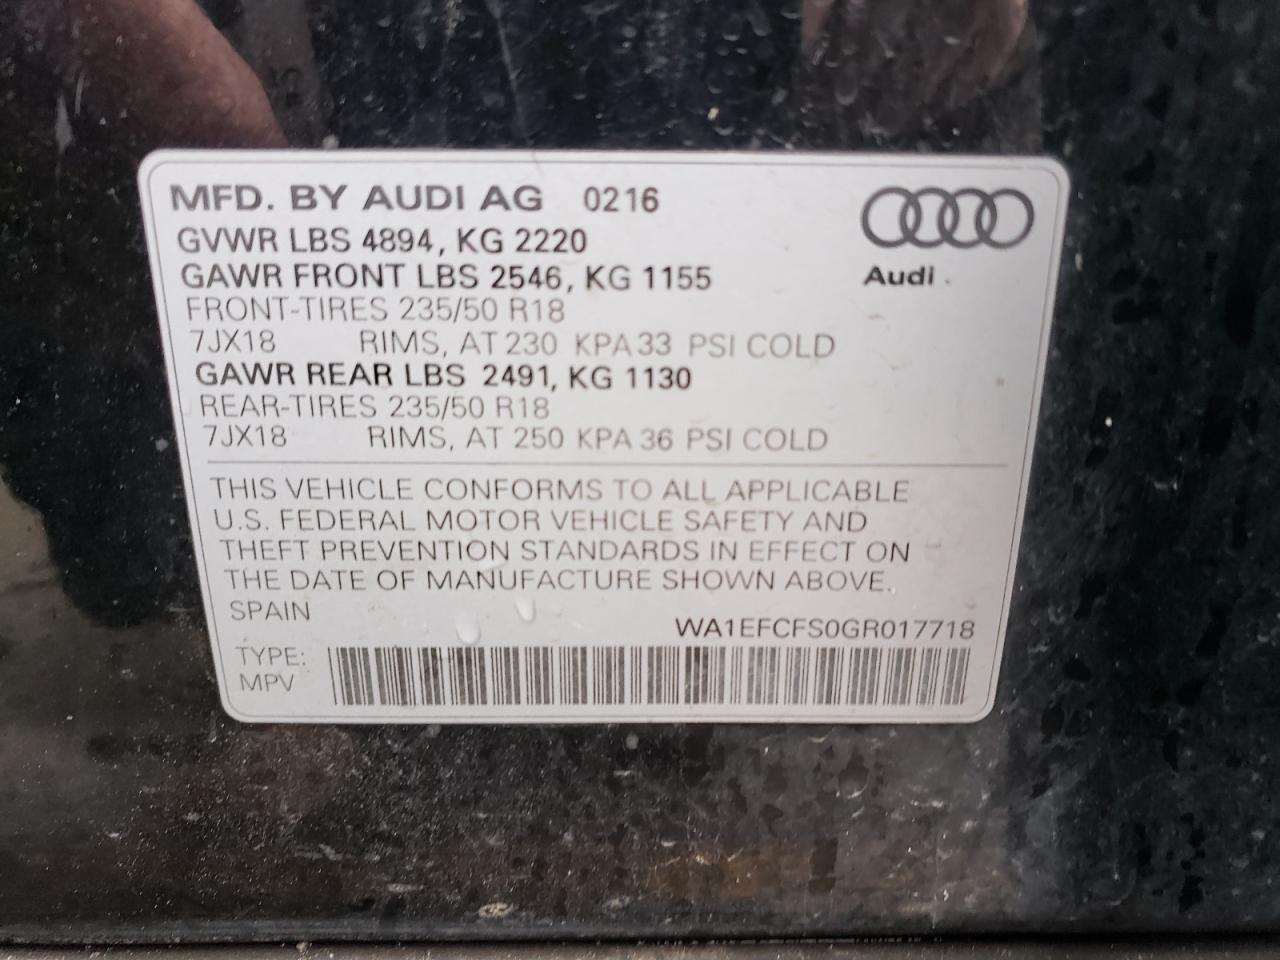 MFD. BY AUDI AG 0216
GVWR LBS 4894, KG 2220
GAWR FRONT LBS 2546, KG 1155
FRONT-TIRES 235/50 R18
7JX18 RIMS, AT 230 KPA 33 PSI COLD
GAWR REAR LBS 2491, KG 1130
REAR-TIRES 235/50 R18
7JX18 RIMS, AT 250 KPA 36 PSI COLD
Audi
THIS VEHICLE CONFORMS TO ALL APPLICABLE
U.S. FEDERAL MOTOR VEHICLE SAFETY AND
THEFT PREVENTION STANDARDS IN EFFECT ON
THE DATE OF MANUFACTURE SHOWN ABOVE.
SPAIN
WA1EFCFS0GR017718
TYPE:
MPV